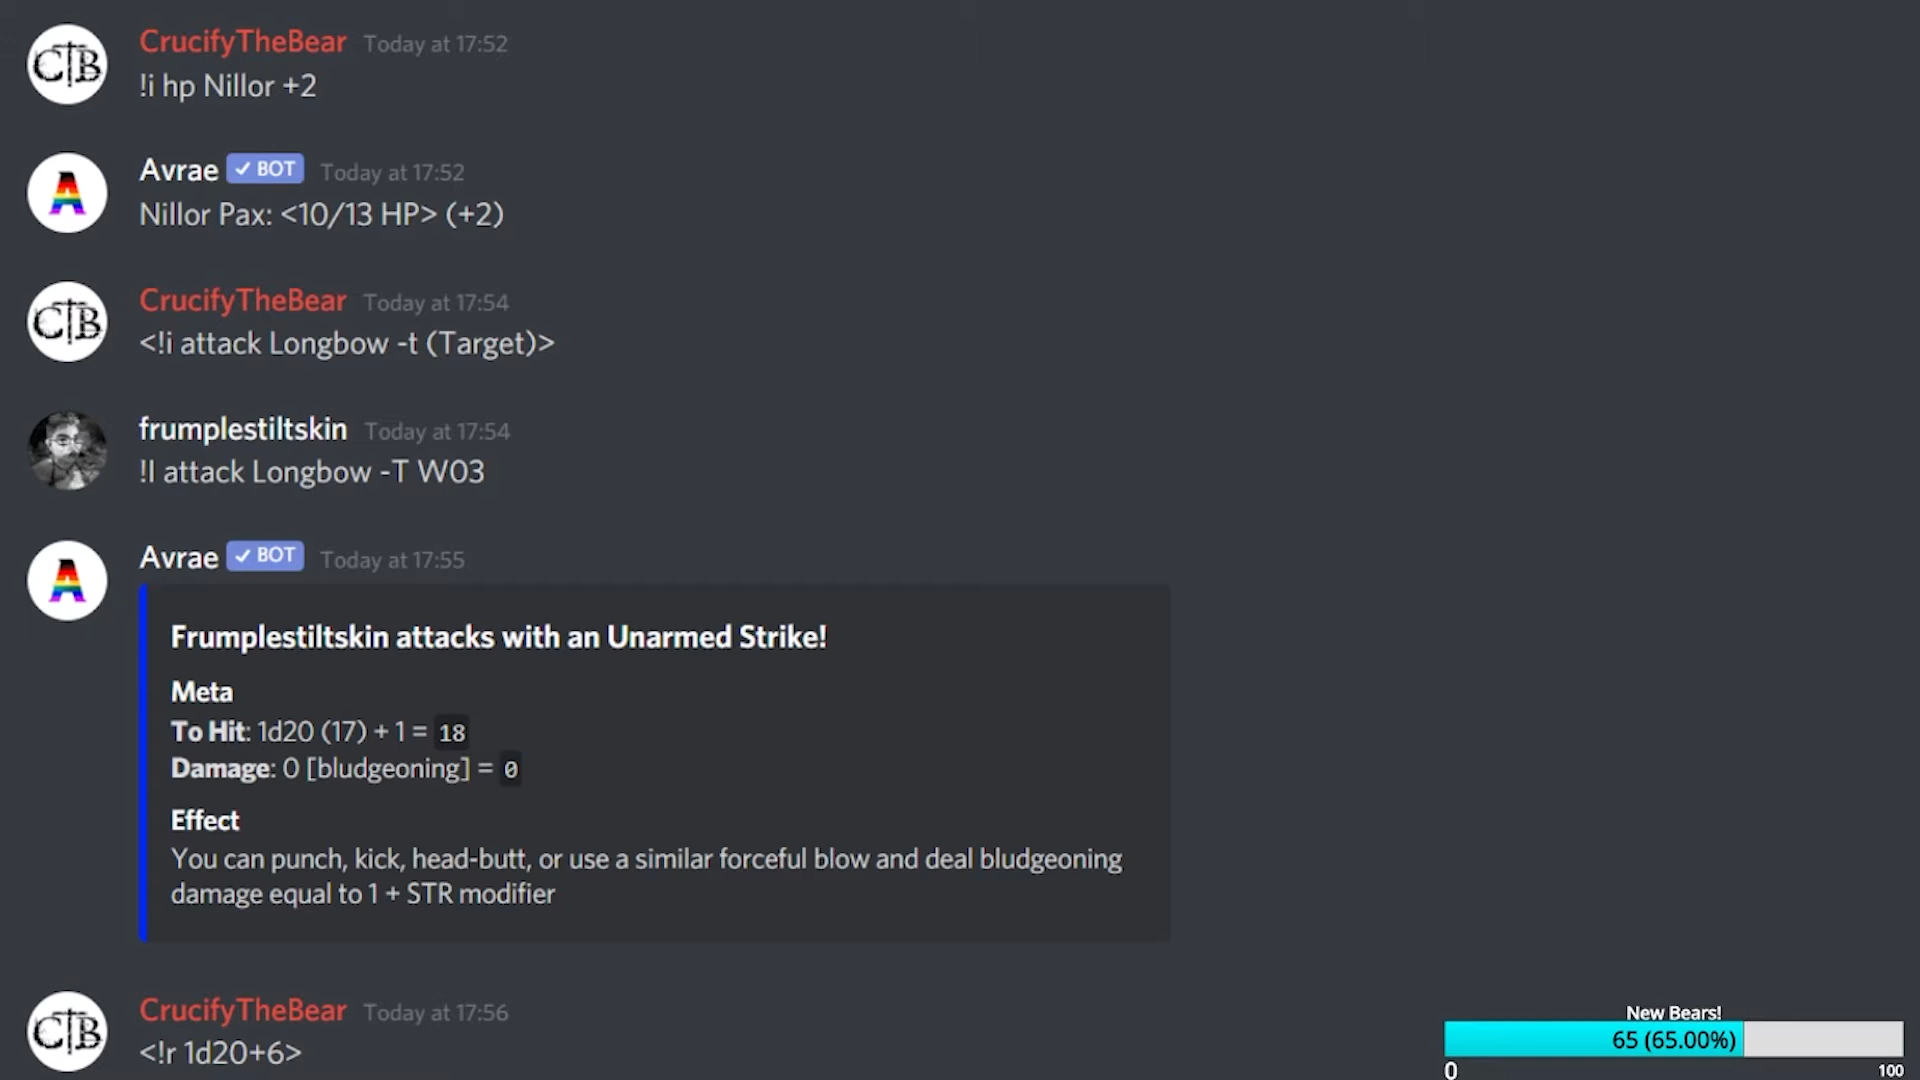 CrucifyTheBear Today at 17:52
!i hp Nillor +2
Avrae ✓ BOT Today at 17:52
Nillor Pax: <10/13 HP> (+2)
CrucifyTheBear Today at 17:54
<!i attack Longbow -t (Target)>
frumplestiltskin Today at 17:54
!I attack Longbow -T W03
Avrae ✓ BOT Today at 17:55
Frumplestiltskin attacks with an Unarmed Strike!
Meta
To Hit: 1d20 (17) + 1 = 18
Damage: 0 [bludgeoning] = 0
Effect
You can punch, kick, head-butt, or use a similar forceful blow and deal bludgeoning
damage equal to 1 + STR modifier
CrucifyTheBear Today at 17:56
<!r 1d20+6>
New Bears!
65 (65.00%)
0 100
CTB
CTB
CTB
A
A